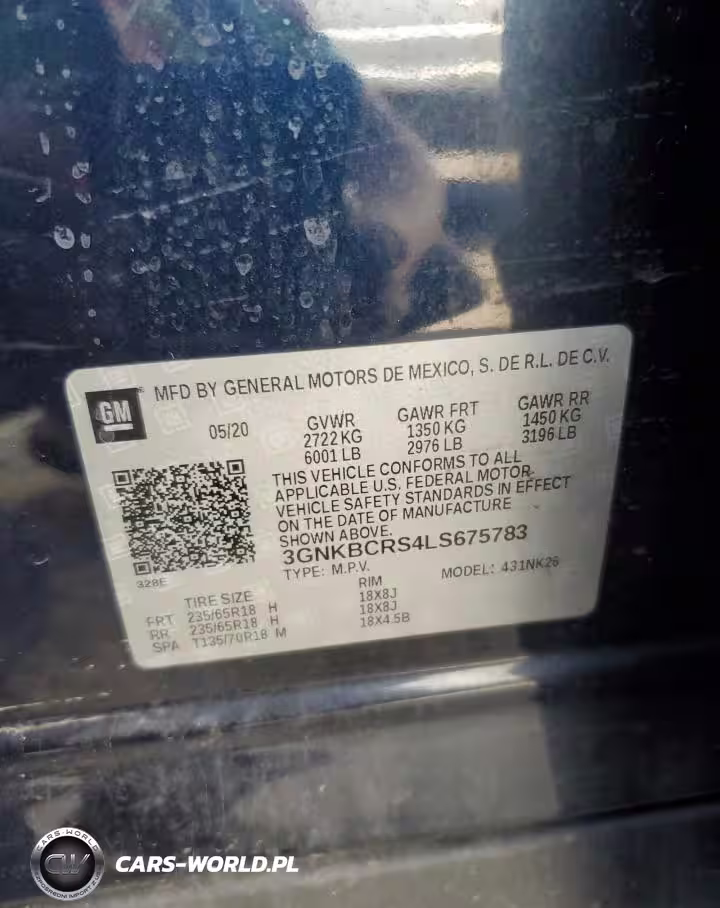 GM
MFD BY GENERAL MOTORS DE MEXICO, S. DE R.L. DE C.V.
05/20
GVWR
2722 KG
6001 LB
GAWR FRT
1350 KG
2976 LB
GAWR RR
1450 KG
3196 LB
THIS VEHICLE CONFORMS TO ALL
APPLICABLE U.S. FEDERAL MOTOR
VEHICLE SAFETY STANDARDS IN EFFECT
ON THE DATE OF MANUFACTURE
SHOWN ABOVE.
3GNKBCRS4LS675783
TYPE: M.P.V. MODEL: 431NK26
328E
TIRE SIZE RIM
FRT 235/65R18 H 18X8J
RR 235/65R18 H 18X8J
SPA T135/70R18 M 18X4.5B
CARS-WORLD
CW
CARS-WORLD.PL